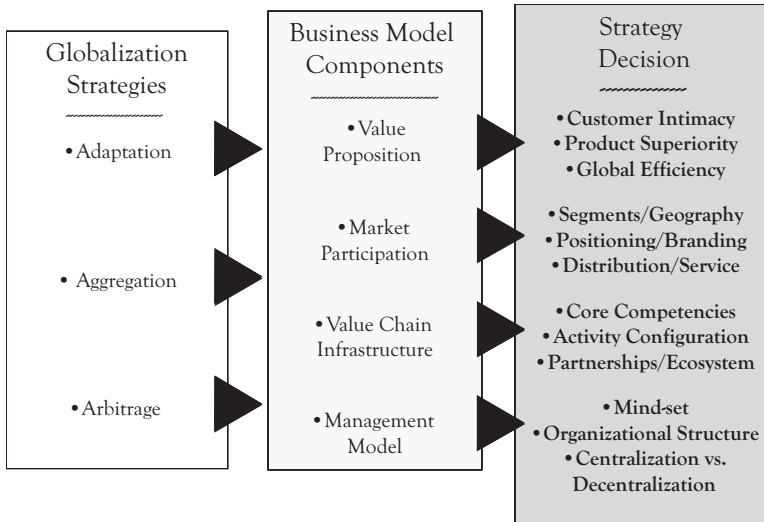 Globalization
Strategies
• Adaptation
• Aggregation
• Arbitrage
Business Model
Components
• Value
Proposition
• Market
Participation
• Value Chain
Infrastructure
• Management
Model
Strategy
Decision
• Customer Intimacy
• Product Superiority
• Global Efficiency
• Segments/Geography
• Positioning/Branding
• Distribution/Service
• Core Competencies
• Activity Configuration
• Partnerships/Ecosystem
• Mind-set
• Organizational Structure
• Centralization vs.
Decentralization